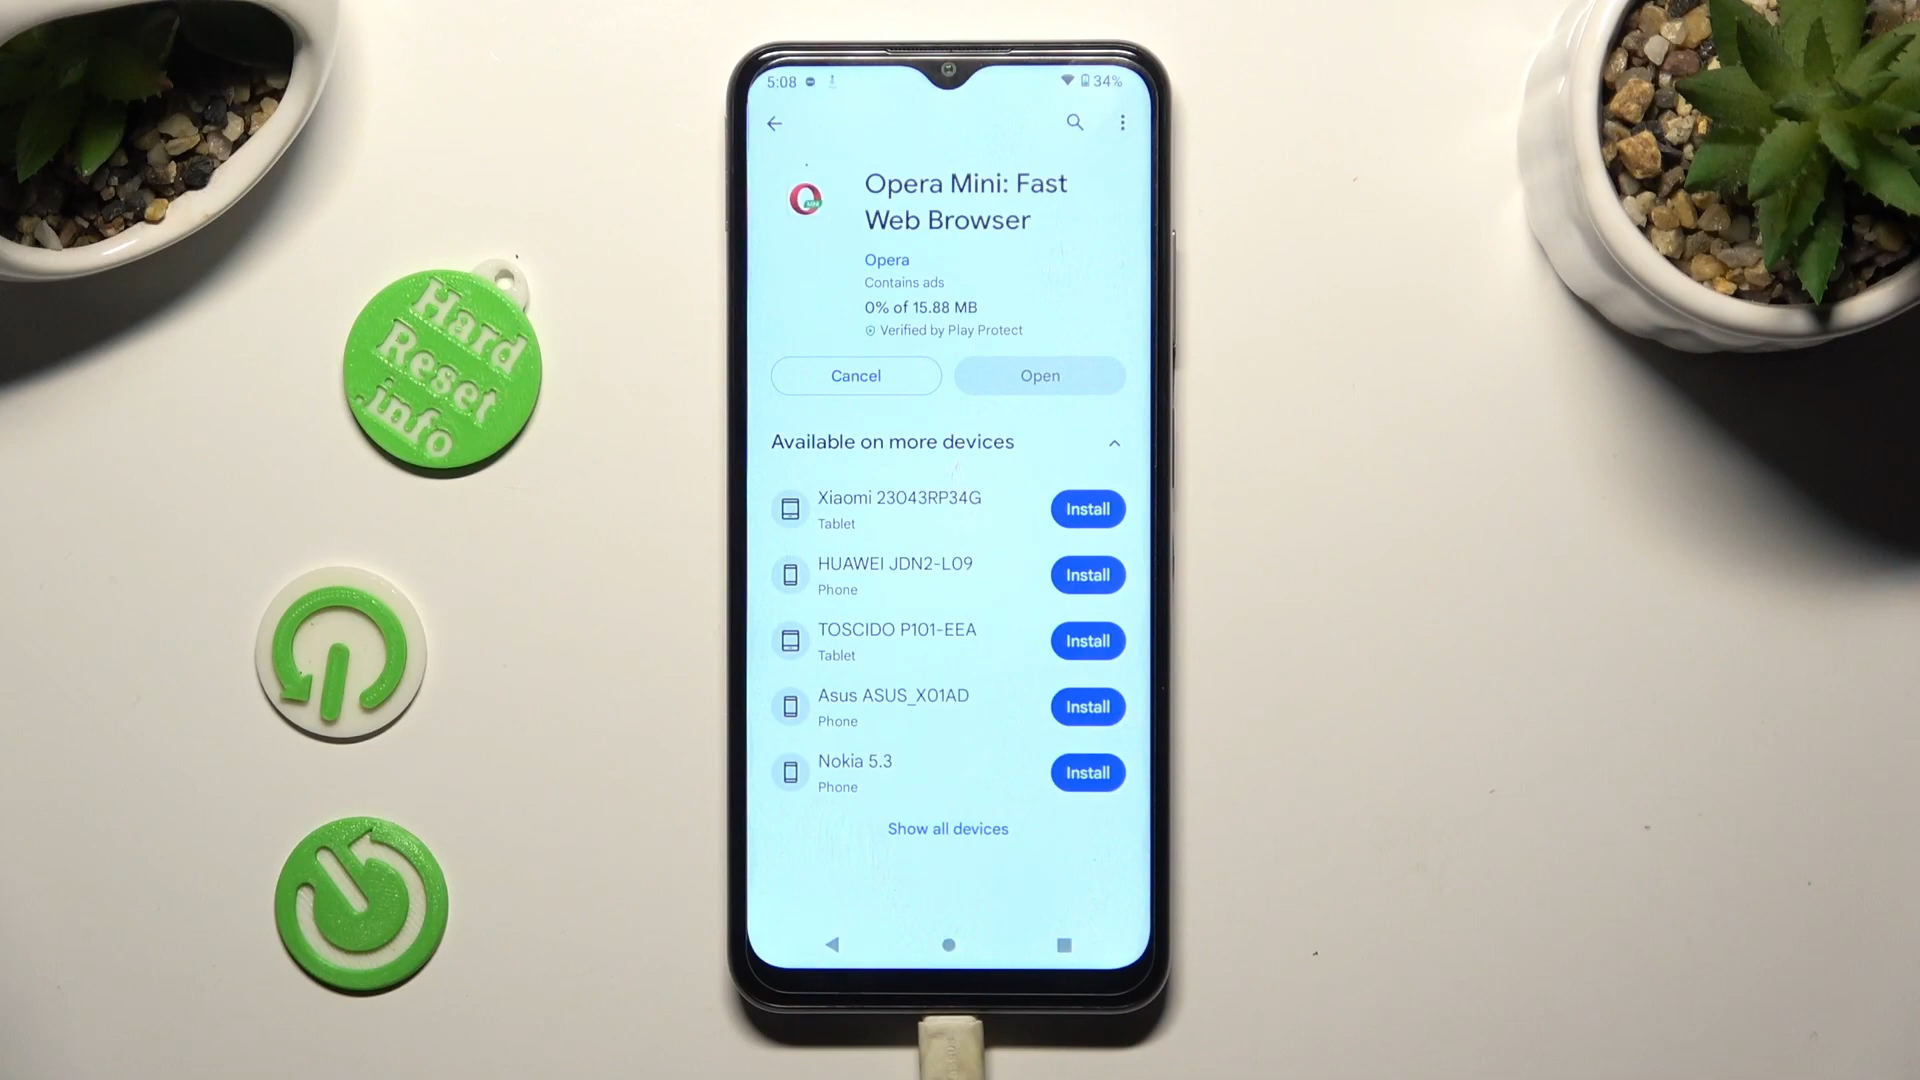 Hard
Reset
.info
5:08
34%
Opera Mini: Fast
Web Browser
Opera
Contains ads
0% of 15.88 MB
Verified by Play Protect
Cancel
Open
Available on more devices
Xiaomi 23043RP34G
Tablet
Install
HUAWEI JDN2-L09
Phone
Install
TOSCIDO P101-EEA
Tablet
Install
Asus ASUS_X01AD
Phone
Install
Nokia 5.3
Phone
Install
Show all devices